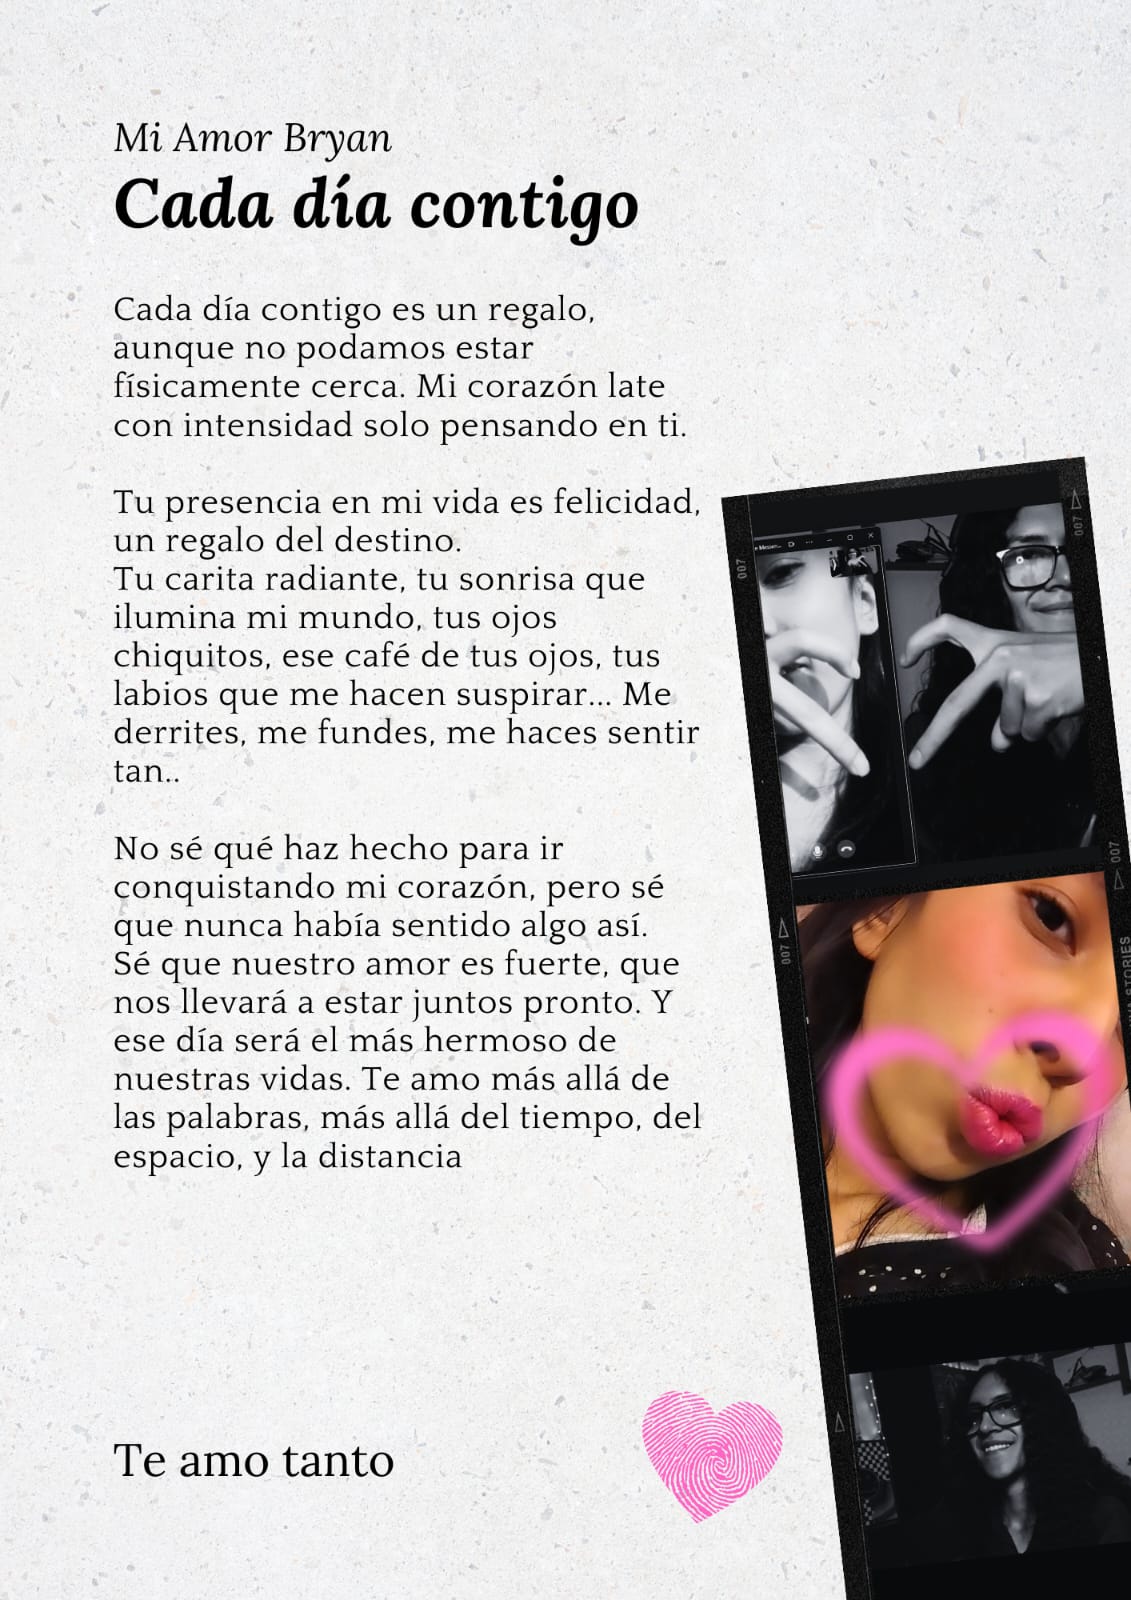 Mi Amor Bryan
Cada día contigo
Cada día contigo es un regalo,
aunque no podamos estar
físicamente cerca. Mi corazón late
con intensidad solo pensando en ti.
Tu presencia en mi vida es felicidad,
un regalo del destino.
Tu carita radiante, tu sonrisa que
ilumina mi mundo, tus ojos
chiquitos, ese café de tus ojos, tus
labios que me hacen suspirar... Me
derrites, me fundes, me haces sentir
tan..
No sé qué haz hecho para ir
conquistando mi corazón, pero sé
que nunca había sentido algo así.
Sé que nuestro amor es fuerte, que
nos llevará a estar juntos pronto. Y
ese día será el más hermoso de
nuestras vidas. Te amo más allá de
las palabras, más allá del tiempo, del
espacio, y la distancia
Te amo tanto
007
007
007
007
STORIES